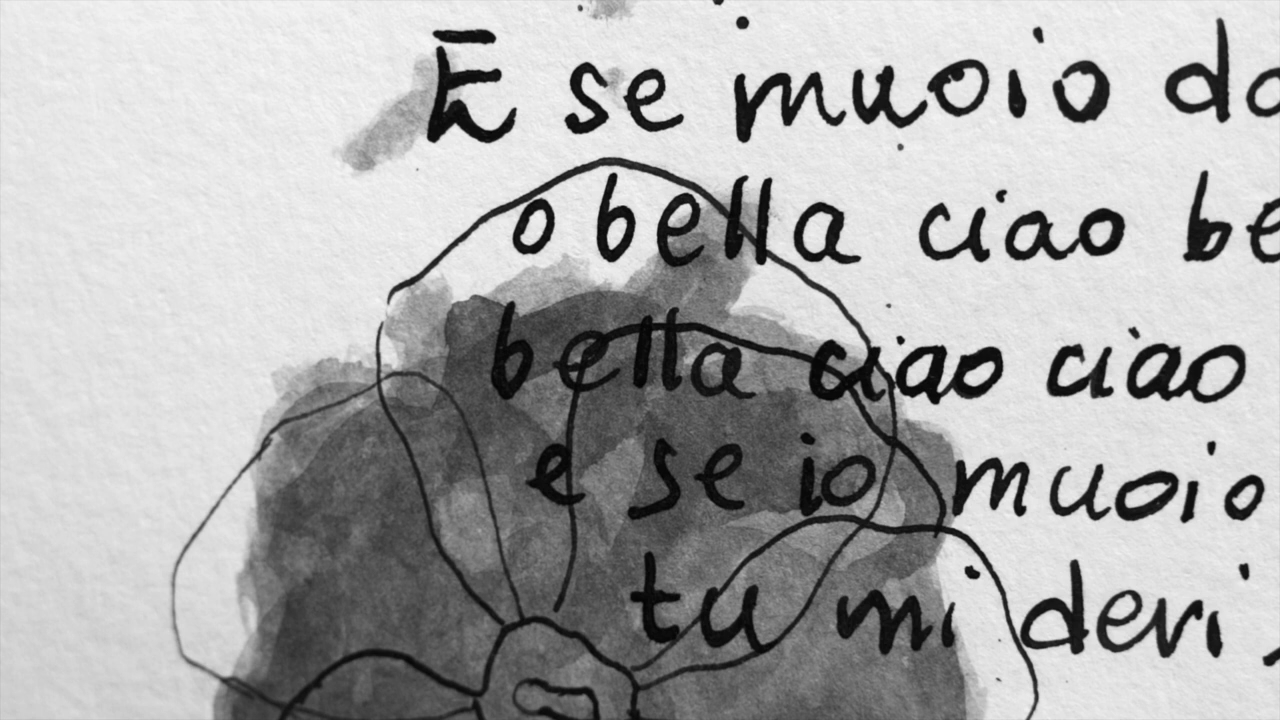 E se muoio da
o bella ciao be
bella ciao ciao
e se io muoio
tu mi devi